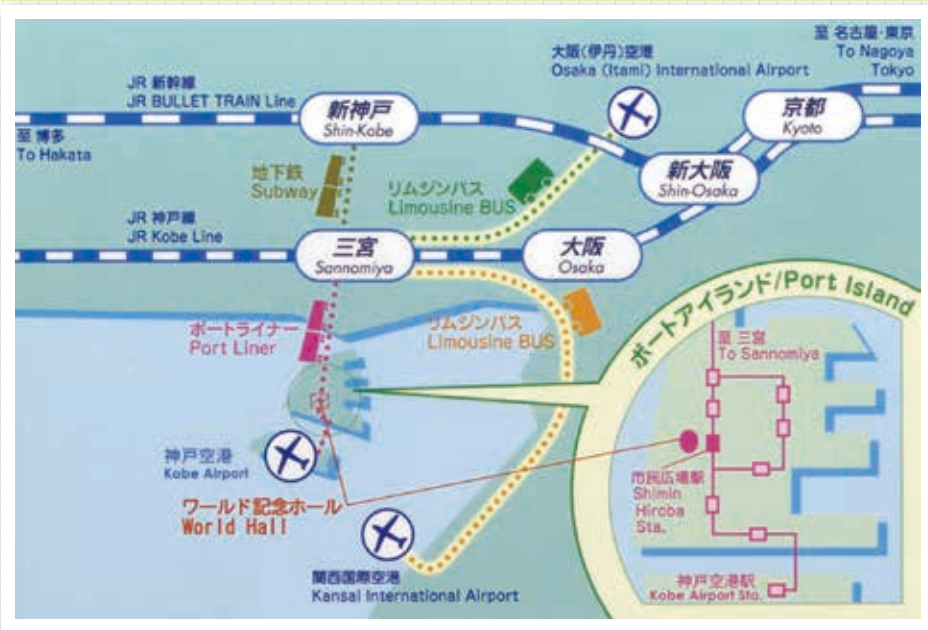 至 名古屋・東京
To Nagoya
Tokyo
大阪(伊丹)空港
Osaka (Itami) International Airport
JR 新幹線
JR BULLET TRAIN Line
新神戸
Shin-Kobe
京都
Kyoto
至 博多
To Hakata
地下鉄
Subway
リムジンバス
Limousine BUS
新大阪
Shin-Osaka
JR 神戸線
JR Kobe Line
三宮
Sannomiya
大阪
Osaka
ポートライナー
Port Liner
リムジンバス
Limousine BUS
ポートアイランド/Port Island
至 三宮
To Sannomiya
神戸空港
Kobe Airport
市民広場駅
Shimin
Hiroba
Sta.
ワールド記念ホール
World Hall
関西国際空港
Kansai International Airport
神戸空港駅
Kobe Airport Sta.